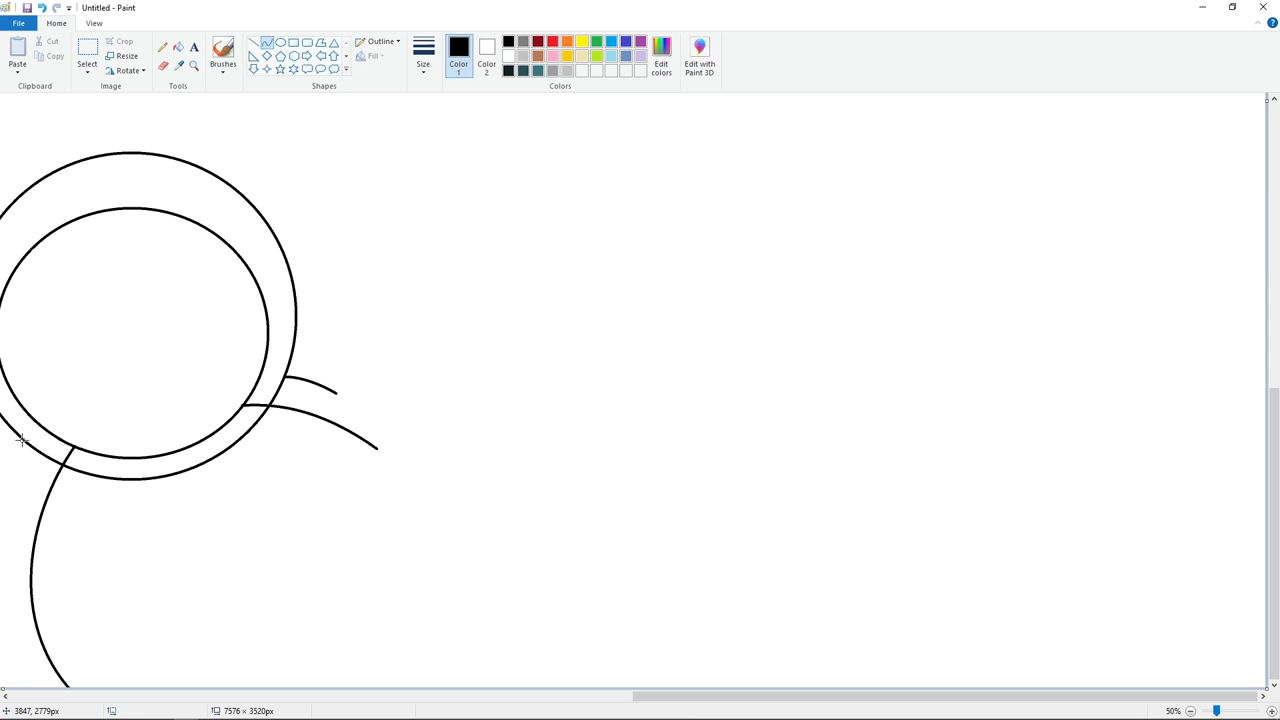 Untitled - Paint
File Home View
Paste
Cut
Copy
Clipboard
Select
Crop
Resize
Rotate
Image
A
Tools
Brushes
Outline
Fill
Shapes
Size
Color 1
Color 2
Edit colors
Colors
Edit with Paint 3D
3847, 2779px
7576 × 3520px
50%